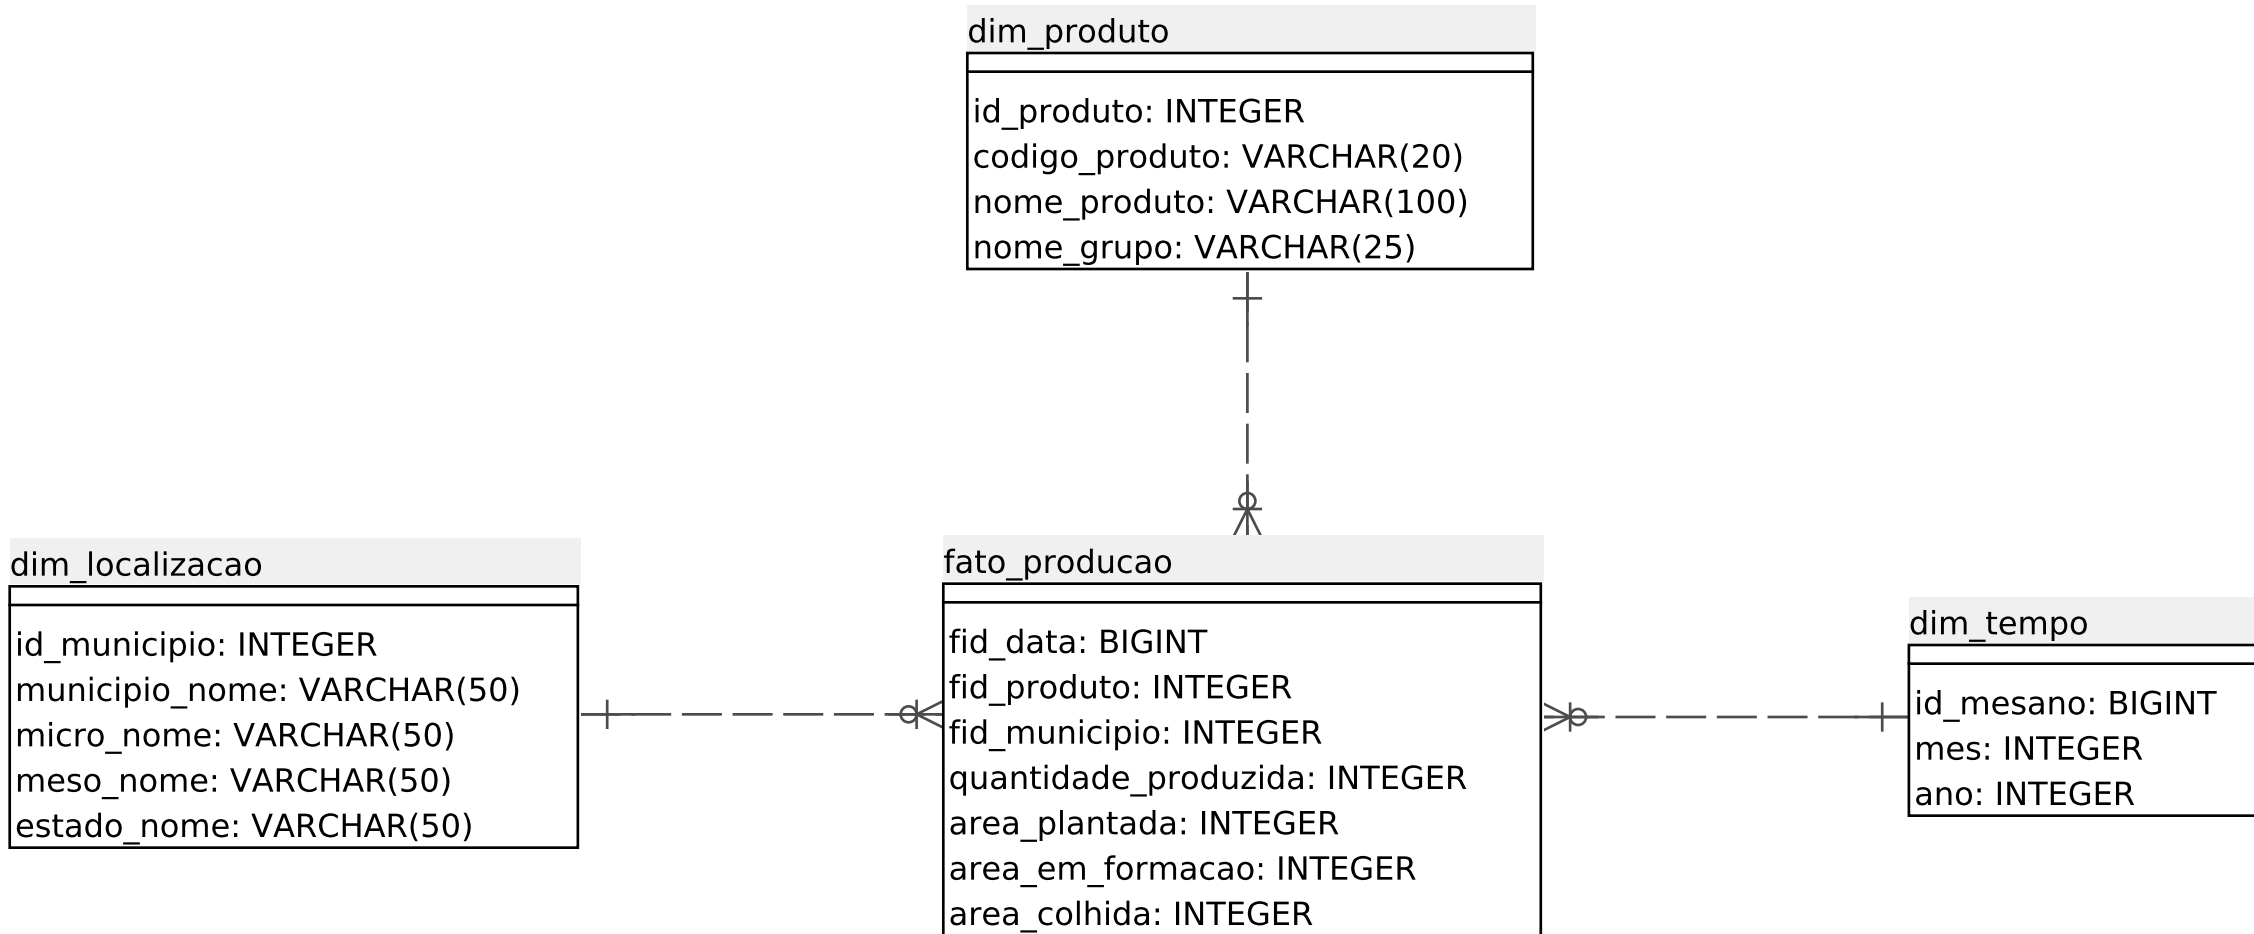 dim_produto
id_produto: INTEGER
codigo_produto: VARCHAR(20)
nome_produto: VARCHAR(100)
nome_grupo: VARCHAR(25)
dim_localizacao
id_municipio: INTEGER
municipio_nome: VARCHAR(50)
micro_nome: VARCHAR(50)
meso_nome: VARCHAR(50)
estado_nome: VARCHAR(50)
fato_producao
fid_data: BIGINT
fid_produto: INTEGER
fid_municipio: INTEGER
quantidade_produzida: INTEGER
area_plantada: INTEGER
area_em_formacao: INTEGER
area_colhida: INTEGER
dim_tempo
id_mesano: BIGINT
mes: INTEGER
ano: INTEGER